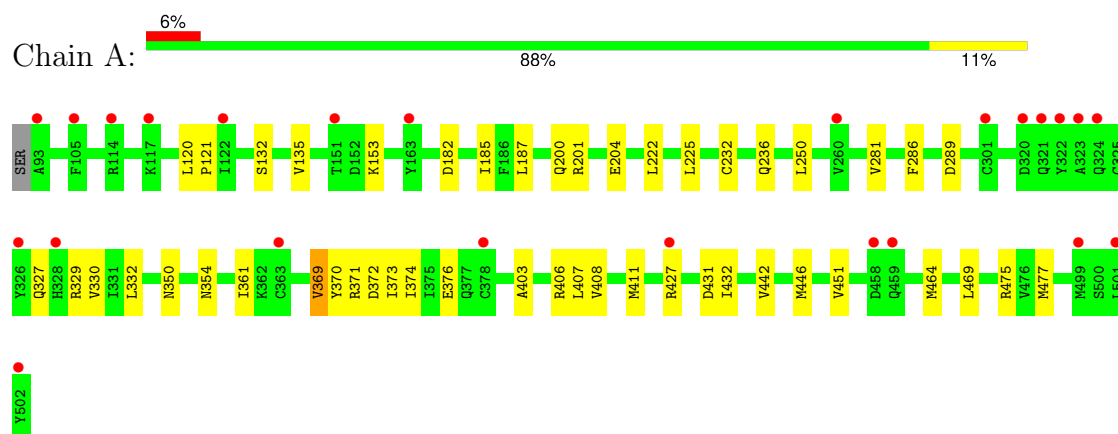 6%
Chain A:
88% 11%
SER A93 F105 R114 K117 L120 P121 I122 S132 V135 T151 D152 K153 Y163 D182 I185 F186 L187 Q200 R201 E204 L222 L225 C232 Q236 L250 V260 V281 F286 D289 C301 D320 Q321 Y322 A323 Q324 C325
Y326 Q327 H328 R329 V330 I331 L332 N350 N354 I361 K362 C363 V369 Y370 R371 D372 I373 I374 I375 E376 Q377 C378 A403 R406 L407 V408 M411 R427 D431 I432 V442 M446 V451 D458 Q459 M464 L469 R475 V476 M477 M499 S500 L501
Y502